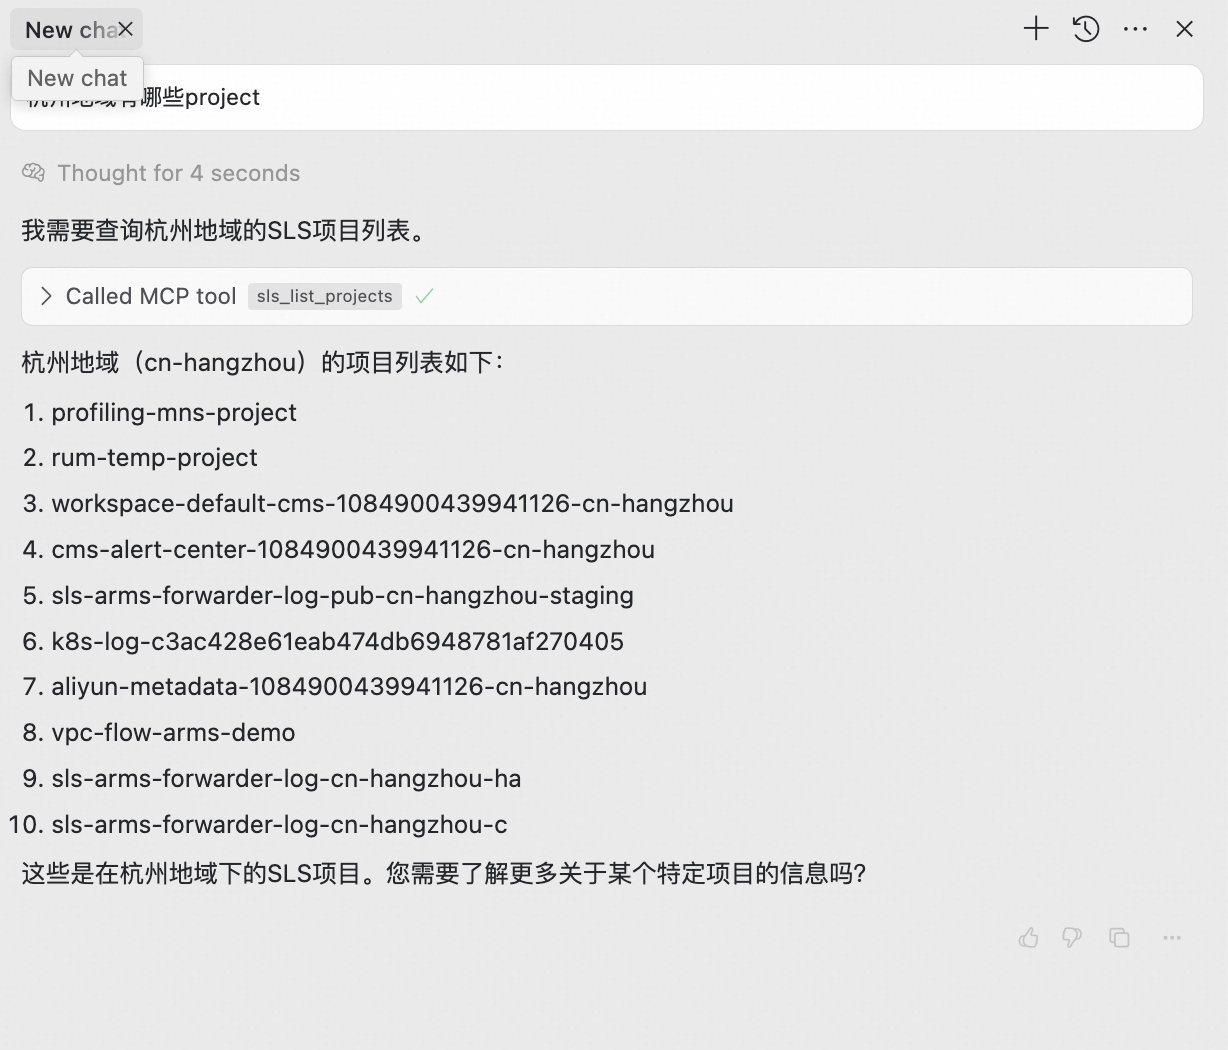 New cha
New chat
杭州地域有哪些project
Thought for 4 seconds
我需要查询杭州地域的SLS项目列表。
Called MCP tool sls_list_projects
杭州地域（cn-hangzhou）的项目列表如下：
1. profiling-mns-project
2. rum-temp-project
3. workspace-default-cms-1084900439941126-cn-hangzhou
4. cms-alert-center-1084900439941126-cn-hangzhou
5. sls-arms-forwarder-log-pub-cn-hangzhou-staging
6. k8s-log-c3ac428e61eab474db6948781af270405
7. aliyun-metadata-1084900439941126-cn-hangzhou
8. vpc-flow-arms-demo
9. sls-arms-forwarder-log-cn-hangzhou-ha
10. sls-arms-forwarder-log-cn-hangzhou-c
这些是在杭州地域下的SLS项目。您需要了解更多关于某个特定项目的信息吗?